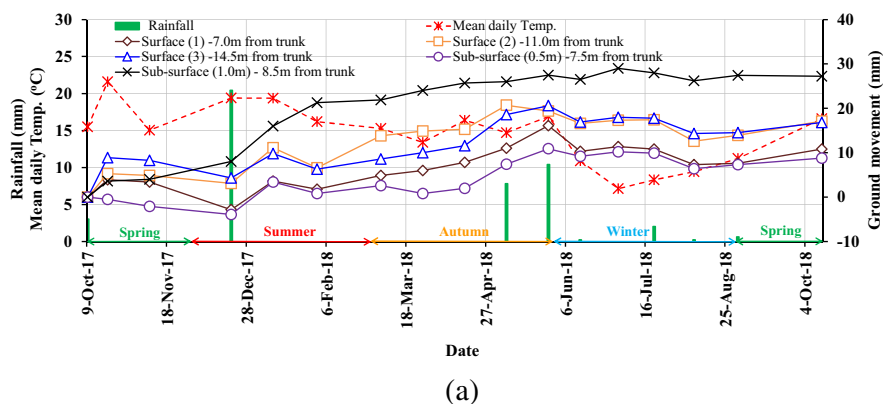 Rainfall
Mean daily Temp.
Surface (1) -7.0m from trunk
Surface (2) -11.0m from trunk
Surface (3) -14.5m from trunk
Sub-surface (0.5m) -7.5m from trunk
Sub-surface (1.0m) - 8.5m from trunk
30
25
20
15
10
5
0
Rainfall (mm)
Mean daily Temp. (oC)
40
30
20
10
0
-10
Ground movement (mm)
Spring
Summer
Autumn
Winter
Spring
9-Oct-17
18-Nov-17
28-Dec-17
6-Feb-18
18-Mar-18
27-Apr-18
6-Jun-18
16-Jul-18
25-Aug-18
4-Oct-18
Date
(a)